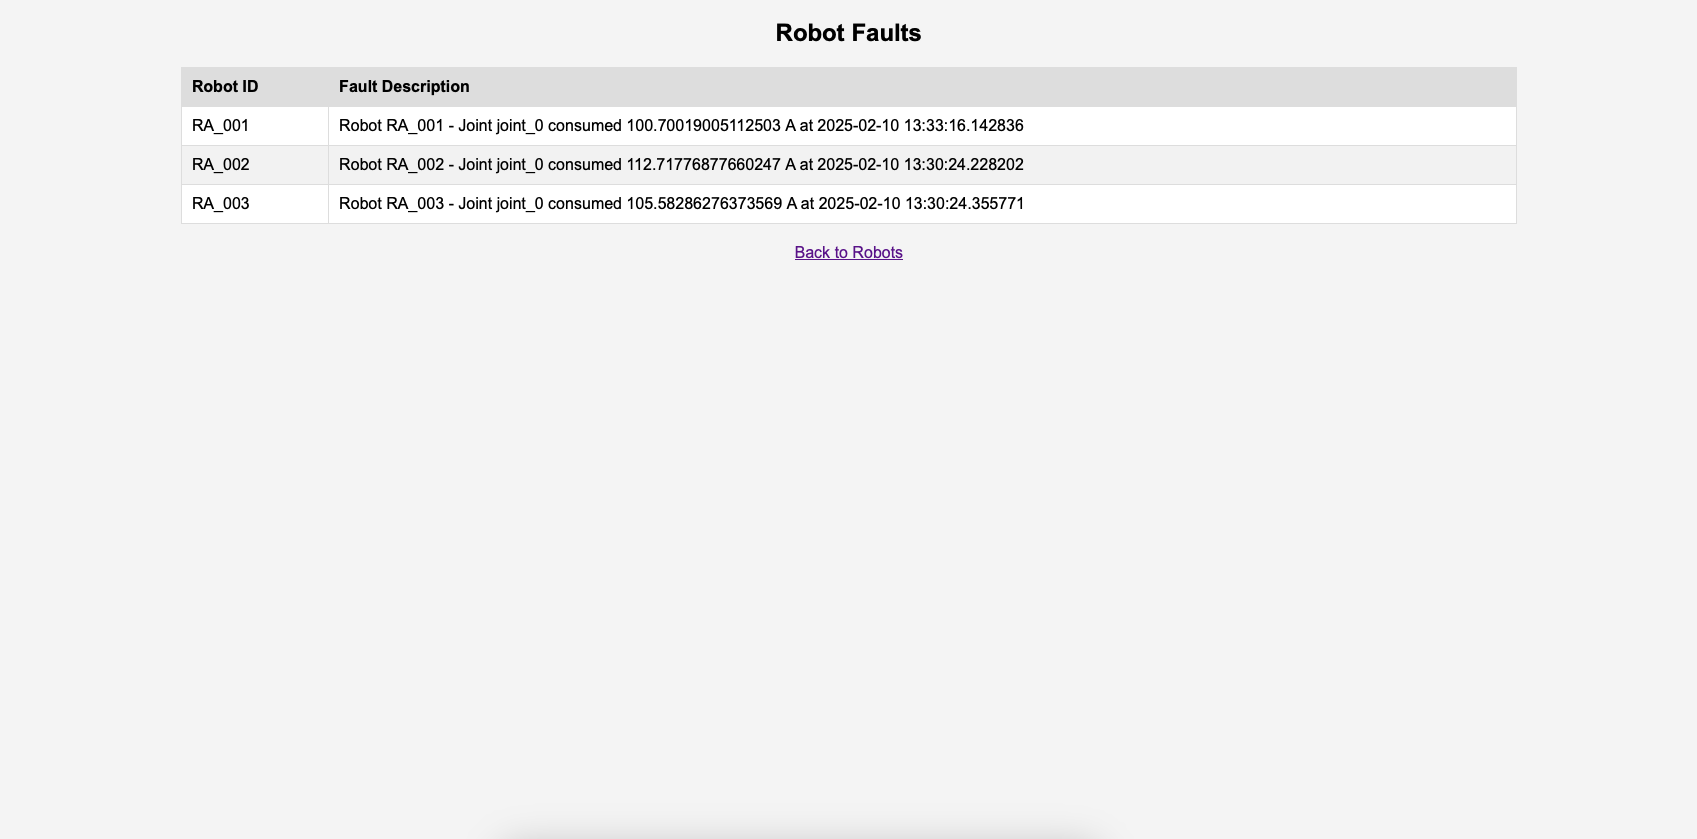 Robot Faults
Robot ID Fault Description
RA_001 Robot RA_001 - Joint joint_0 consumed 100.70019005112503 A at 2025-02-10 13:33:16.142836
RA_002 Robot RA_002 - Joint joint_0 consumed 112.71776877660247 A at 2025-02-10 13:30:24.228202
RA_003 Robot RA_003 - Joint joint_0 consumed 105.58286276373569 A at 2025-02-10 13:30:24.355771
Back to Robots